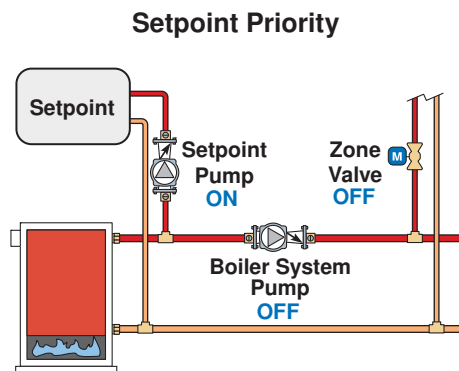 Setpoint Priority
Setpoint
Setpoint
Pump
ON
Zone
Valve
OFF
M
Boiler System
Pump
OFF